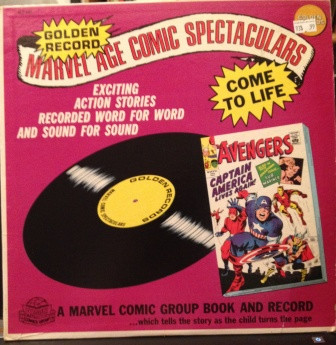 GOLDEN
RECORD
MARVEL AGE COMIC SPECTACULARS
COME
TO LIFE
EXCITING
ACTION STORIES
RECORDED WORD FOR WORD
AND SOUND FOR SOUND
GOLDEN RECORDS
THE AVENGERS
CAPTAIN
AMERICA
LIVES AGAIN!
A MARVEL COMIC GROUP BOOK AND RECORD
...which tells the story as the child turns the page